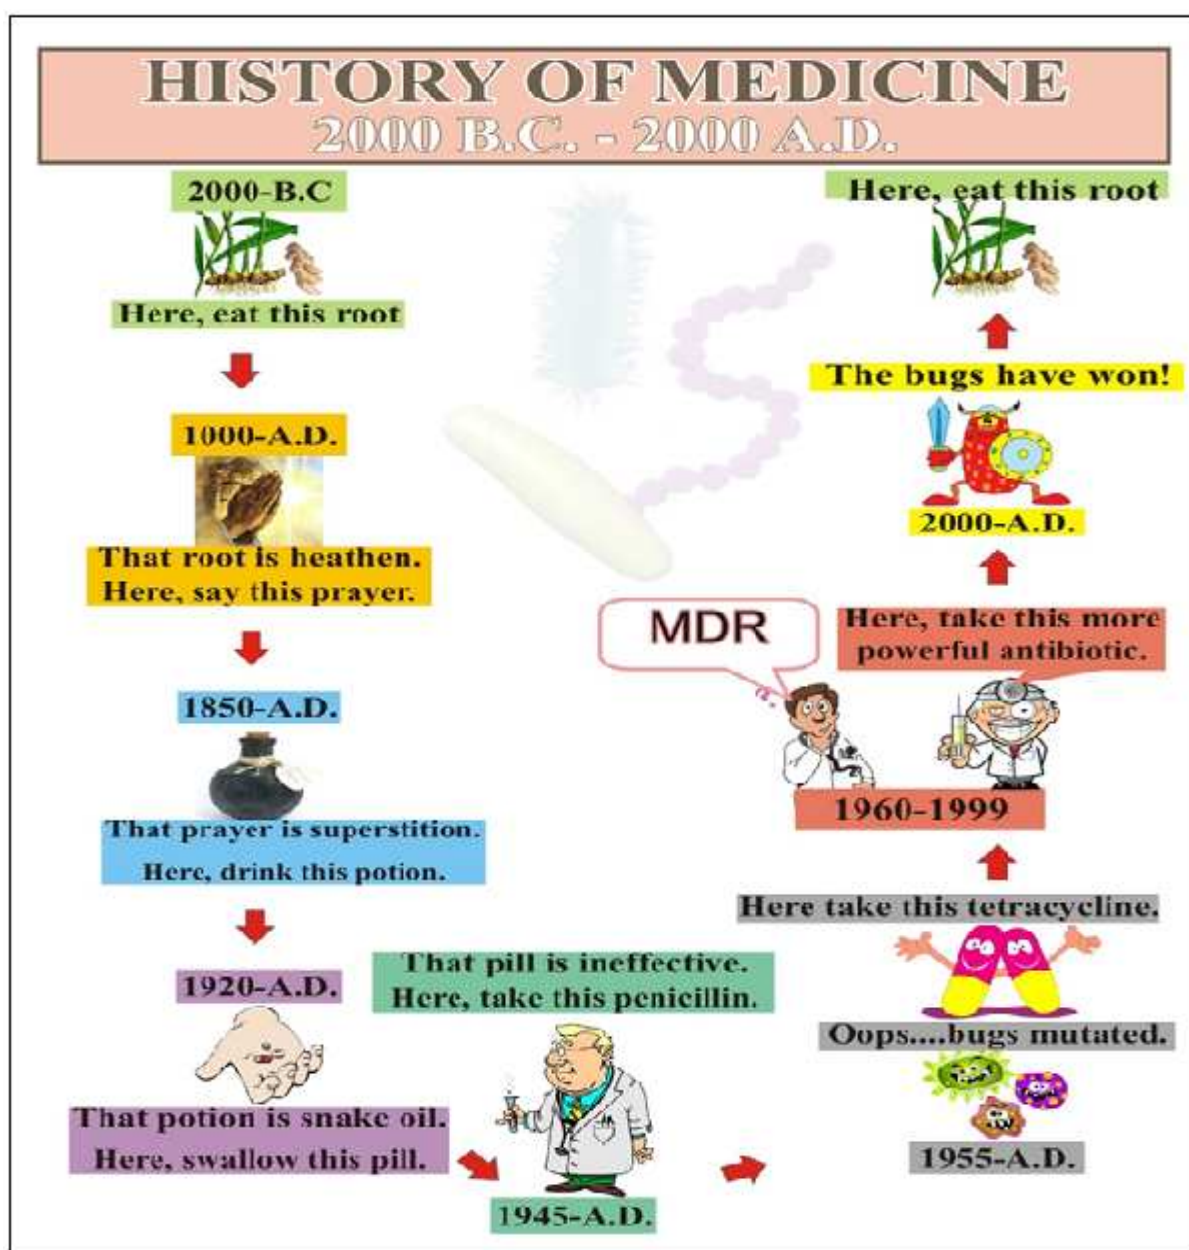 HISTORY OF MEDICINE
2000 B.C. - 2000 A.D.
2000-B.C
Here, eat this root
1000-A.D.
That root is heathen.
Here, say this prayer.
1850-A.D.
That prayer is superstition.
Here, drink this potion.
1920-A.D.
That potion is snake oil.
Here, swallow this pill.
That pill is ineffective.
Here, take this penicillin.
1945-A.D.
Here take this tetracycline.
Oops....bugs mutated.
1955-A.D.
MDR
Here, take this more
powerful antibiotic.
1960-1999
The bugs have won!
2000-A.D.
Here, eat this root